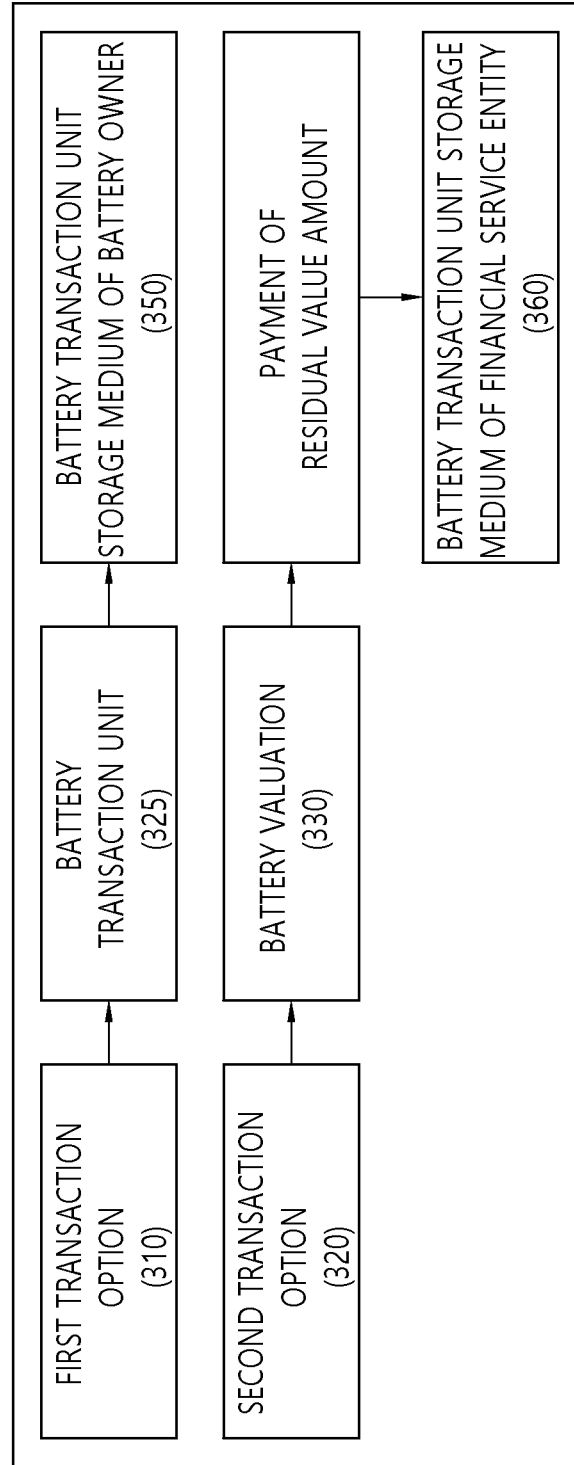 FIRST TRANSACTION
OPTION
(310)
BATTERY
TRANSACTION UNIT
(325)
BATTERY TRANSACTION UNIT
STORAGE MEDIUM OF BATTERY OWNER
(350)
SECOND TRANSACTION
OPTION
(320)
BATTERY VALUATION
(330)
PAYMENT OF
RESIDUAL VALUE AMOUNT
BATTERY TRANSACTION UNIT STORAGE
MEDIUM OF FINANCIAL SERVICE ENTITY
(360)